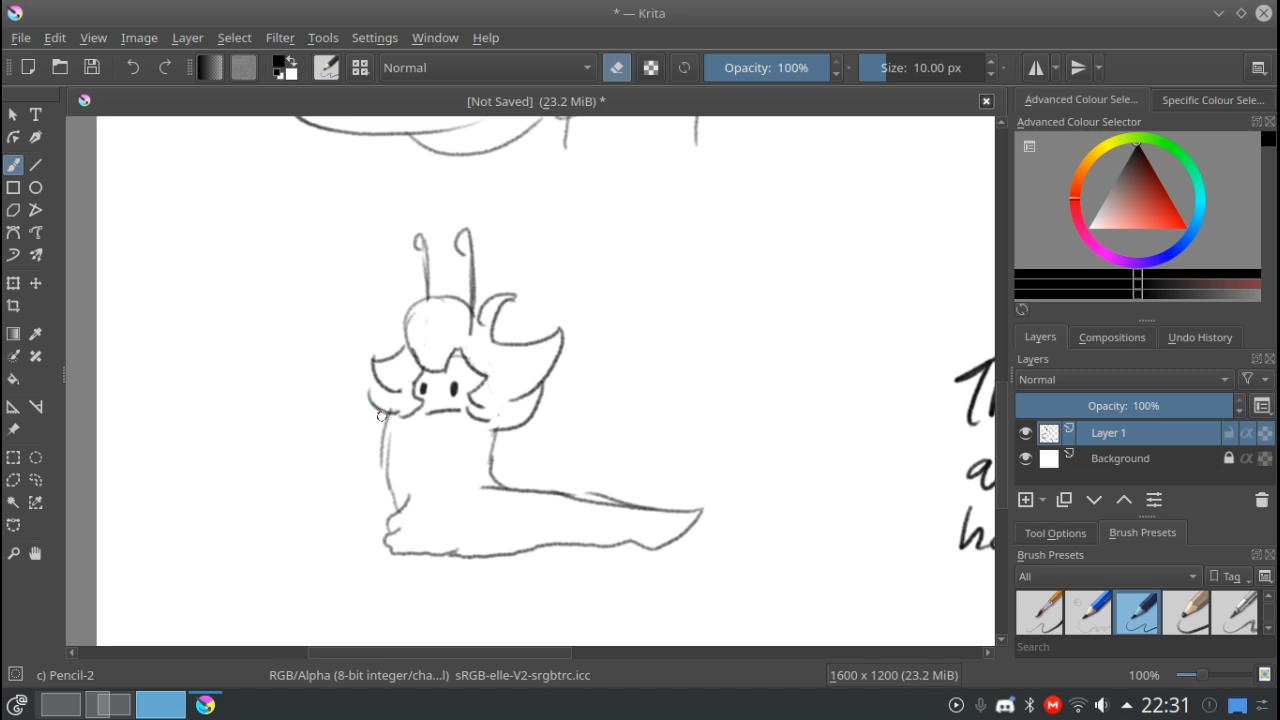 * — Krita
File Edit View Image Layer Select Filter Tools Settings Window Help
Normal Opacity: 100% Size: 10.00 px
[Not Saved] (23.2 MiB) *
Advanced Colour Sele... Specific Colour Sele...
Advanced Colour Selector
Layers Compositions Undo History
Layers
Normal
Opacity: 100%
Layer 1
Background
Tool Options Brush Presets
Brush Presets
All Tag
Search
c) Pencil-2 RGB/Alpha (8-bit integer/cha...l) sRGB-elle-V2-srgbtrc.icc 1600 x 1200 (23.2 MiB) 100%
22:31